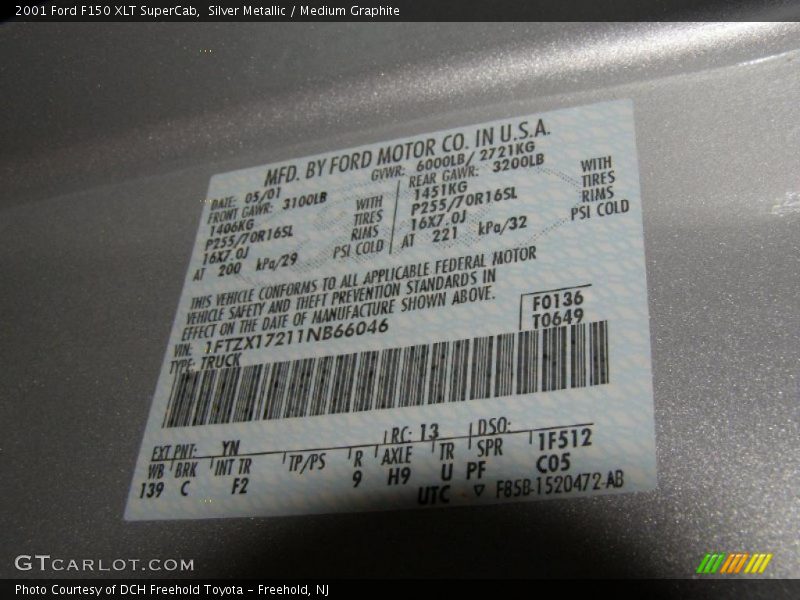 2001 Ford F150 XLT SuperCab,  Silver Metallic / Medium Graphite
MFD. BY FORD MOTOR CO. IN U.S.A.
DATE: 05/01
GVWR: 6000LB/ 2721KG
FRONT GAWR: 3100LB
1406KG
P255/70R16SL
16X7.0J
AT 200 kPa/29
WITH
TIRES
RIMS
PSI COLD
REAR GAWR: 3200LB
1451KG
P255/70R16SL
16X7.0J
AT 221 kPa/32
WITH
TIRES
RIMS
PSI COLD
THIS VEHICLE CONFORMS TO ALL APPLICABLE FEDERAL MOTOR
VEHICLE SAFETY AND THEFT PREVENTION STANDARDS IN
EFFECT ON THE DATE OF MANUFACTURE SHOWN ABOVE.
VIN: 1FTZX17211NB66046
TYPE: TRUCK
F0136
T0649
EXT PNT: YN
RC: 13
DSO:
WB BRK INT TR TP/PS R AXLE TR SPR 1F512
139 C F2 9 H9 U PF C05
UTC ▽ F85B-1520472-AB
GTCARLOT.COM
Photo Courtesy of DCH Freehold Toyota - Freehold, NJ